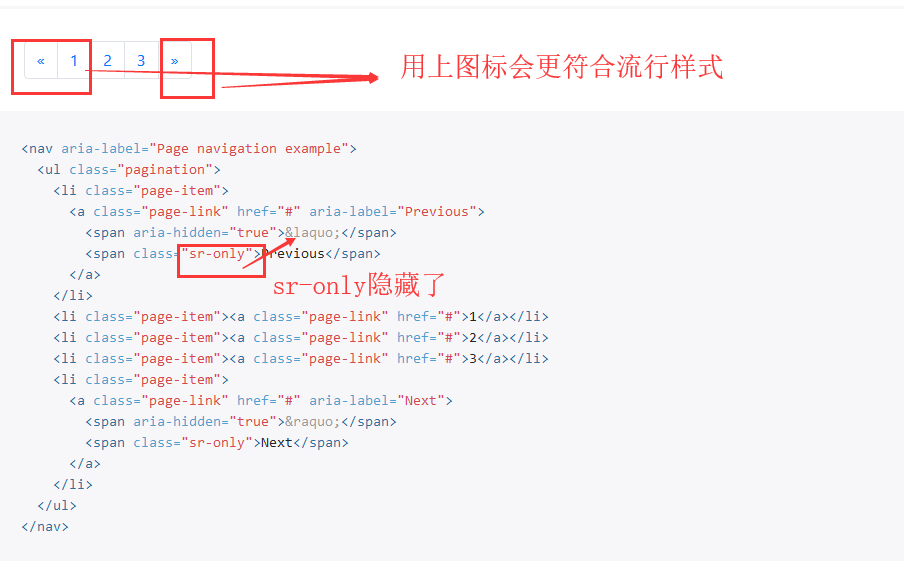 « 1 2 3 »
用上图标会更符合流行样式
<nav aria-label="Page navigation example">
<ul class="pagination">
<li class="page-item">
<a class="page-link" href="#" aria-label="Previous">
<span aria-hidden="true">&laquo;</span>
<span class="sr-only">Previous</span>
</a>
sr-only隐藏了
</li>
<li class="page-item"><a class="page-link" href="#">1</a></li>
<li class="page-item"><a class="page-link" href="#">2</a></li>
<li class="page-item"><a class="page-link" href="#">3</a></li>
<li class="page-item">
<a class="page-link" href="#" aria-label="Next">
<span aria-hidden="true">&raquo;</span>
<span class="sr-only">Next</span>
</a>
</li>
</ul>
</nav>